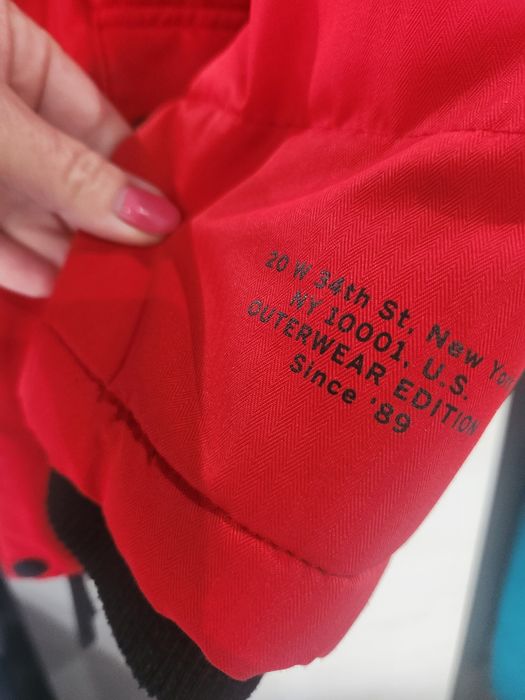 20 W 34th St, New York
NY 10001, U.S.
OUTERWEAR EDITION
Since '89